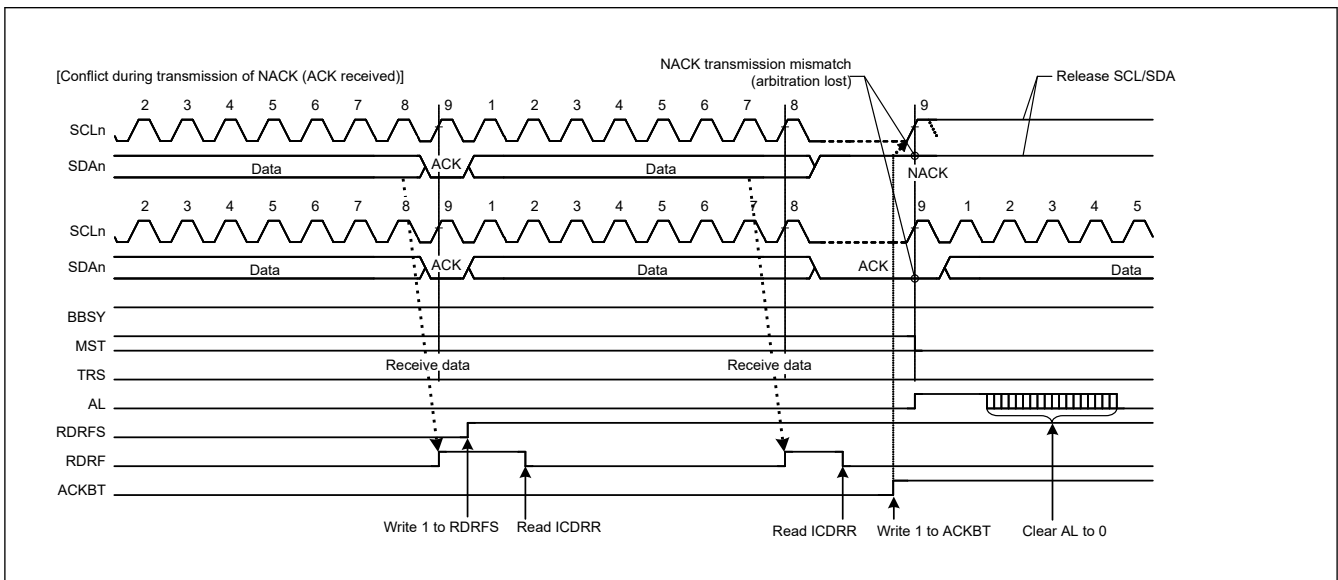 [Conflict during transmission of NACK (ACK received)]
NACK transmission mismatch
(arbitration lost)
Release SCL/SDA
2 3 4 5 6 7 8 9 1 2 3 4 5 6 7 8 9
SCLn
SDAn
Data ACK Data NACK
2 3 4 5 6 7 8 9 1 2 3 4 5 6 7 8 9 1 2 3 4 5
SCLn
SDAn
Data ACK Data ACK Data
BBSY
MST
Receive data Receive data
TRS
AL
RDRFS
RDRF
ACKBT
Write 1 to RDRFS Read ICDRR Read ICDRR Write 1 to ACKBT Clear AL to 0